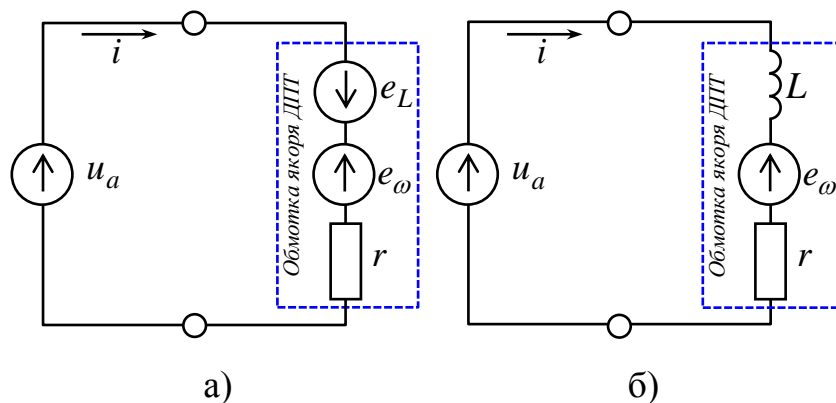 i
u_a
Обмотка якоря ДПТ
e_L
e_ω
r
а)
i
u_a
Обмотка якоря ДПТ
L
e_ω
r
б)